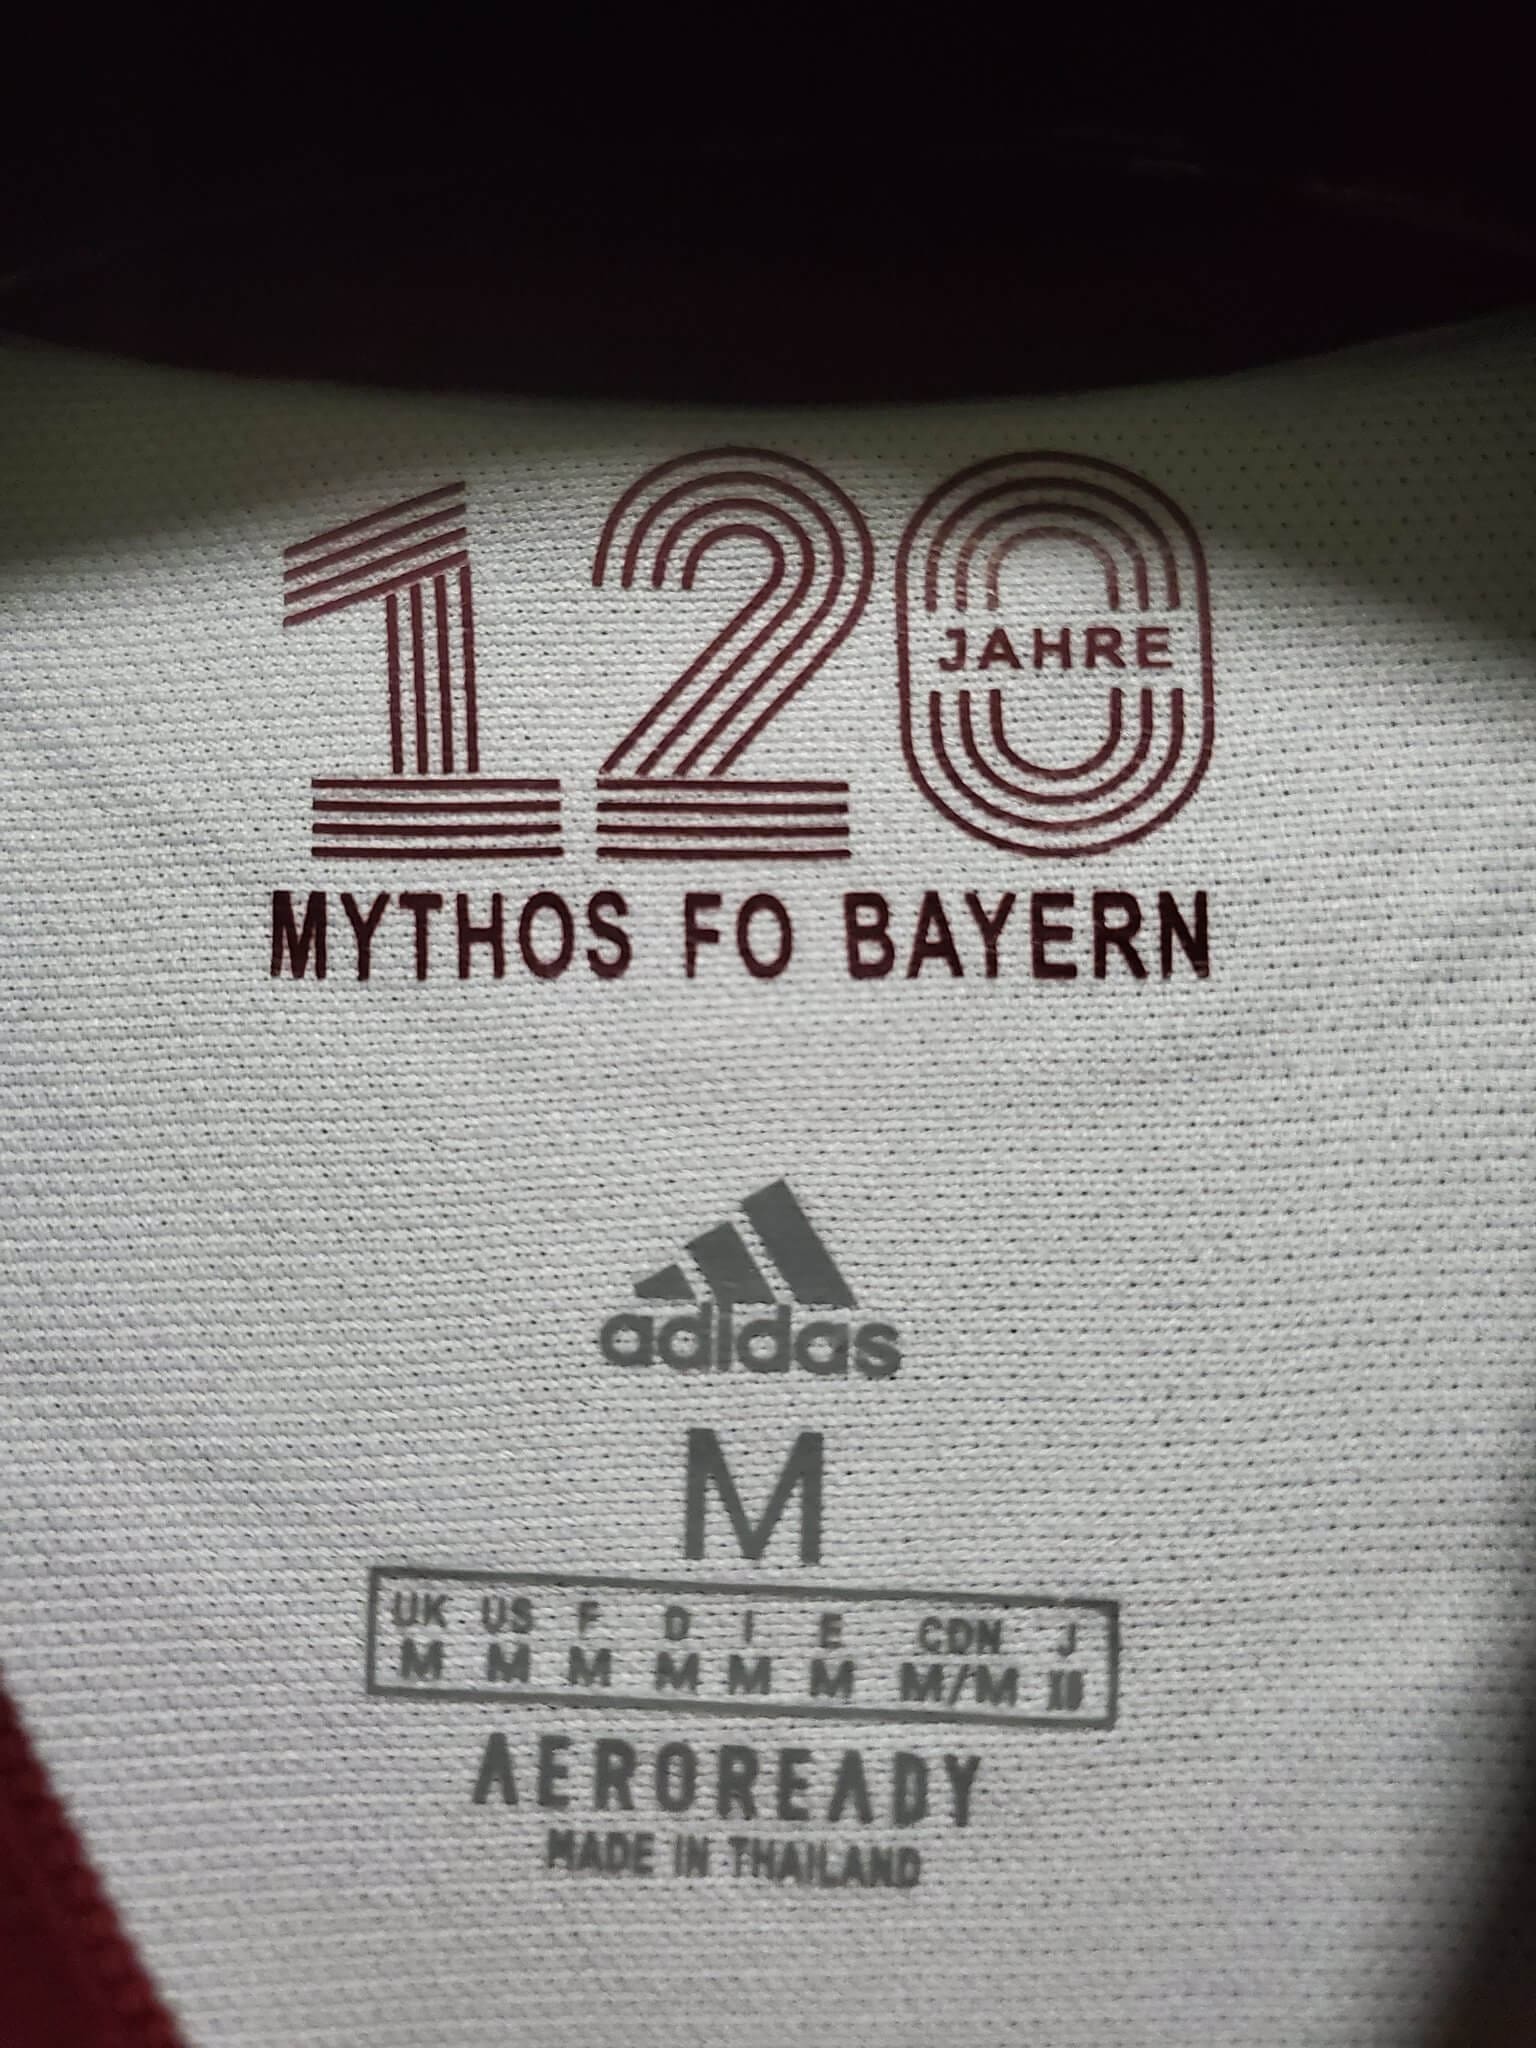 120
JAHRE
MYTHOS FO BAYERN
adidas
M
UK US F D I E CDN J
M M M M M M M/M
AEROREADY
MADE IN THAILAND